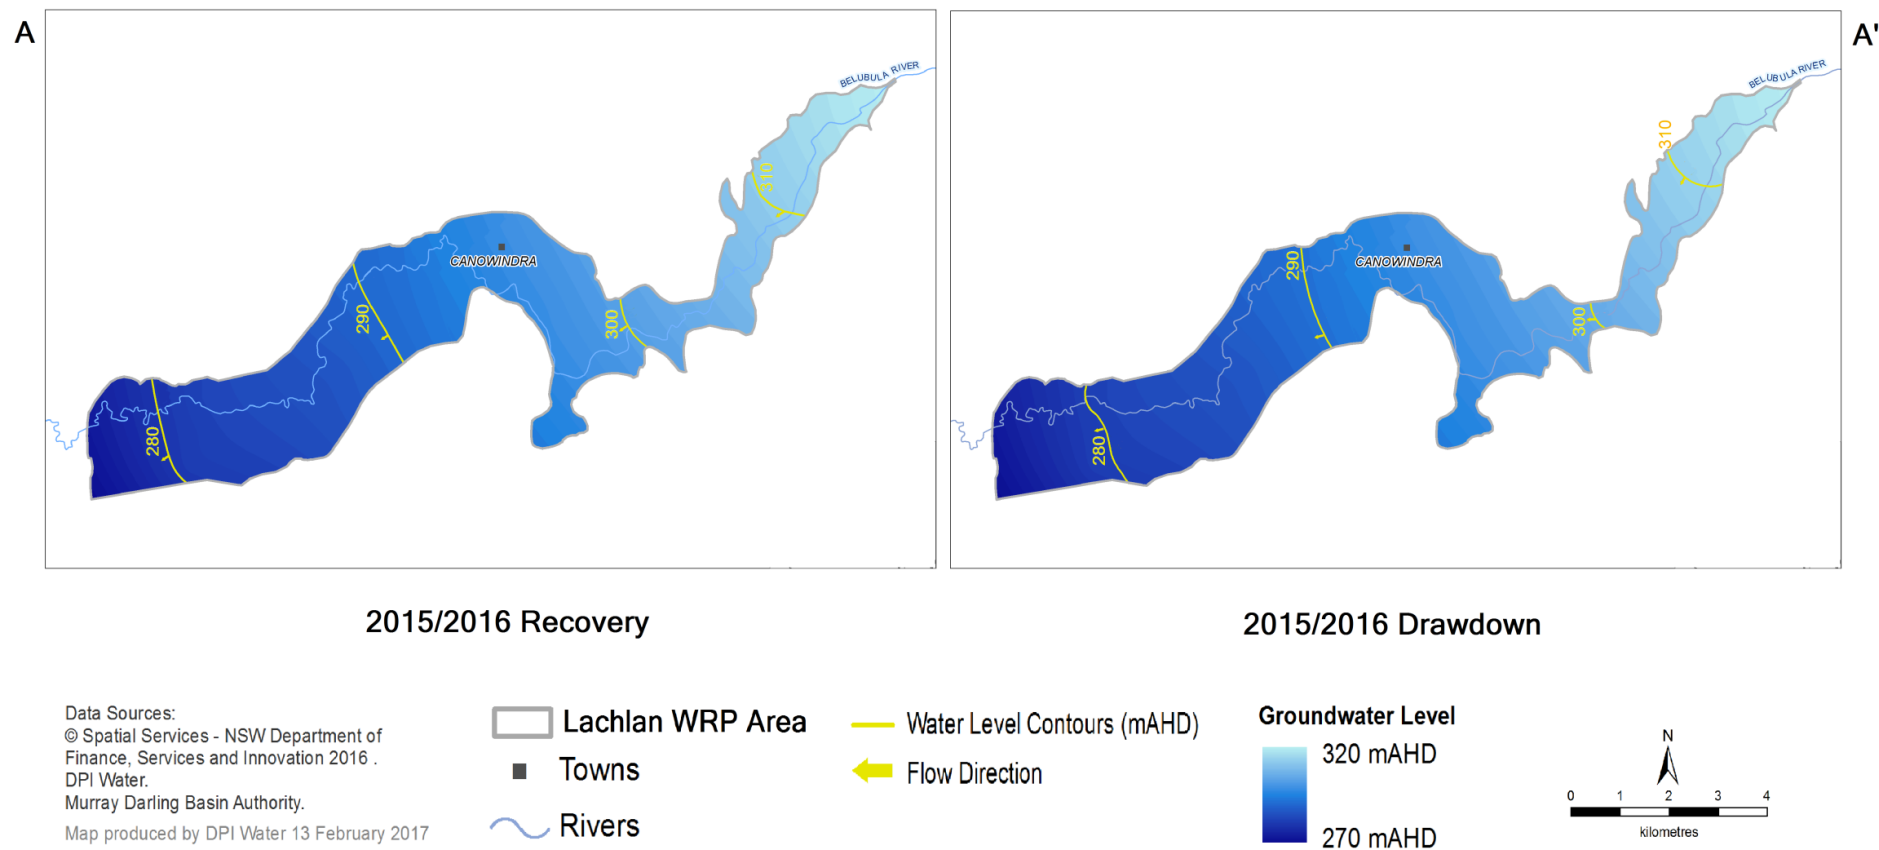 A
A'
BELUBULA RIVER
310
CANOWINDRA
290
300
280
BELUBULA RIVER
310
CANOWINDRA
290
300
280
2015/2016 Recovery
2015/2016 Drawdown
Data Sources:
© Spatial Services - NSW Department of
Finance, Services and Innovation 2016 .
DPI Water.
Murray Darling Basin Authority.
Map produced by DPI Water 13 February 2017
Lachlan WRP Area
Towns
Rivers
Water Level Contours (mAHD)
Flow Direction
Groundwater Level
320 mAHD
270 mAHD
N
0 1 2 3 4
kilometres